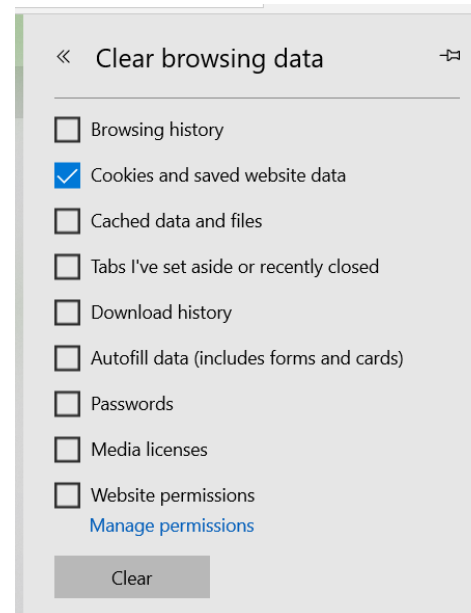 Clear browsing data
Browsing history
Cookies and saved website data
Cached data and files
Tabs I've set aside or recently closed
Download history
Autofill data (includes forms and cards)
Passwords
Media licenses
Website permissions
Manage permissions
Clear